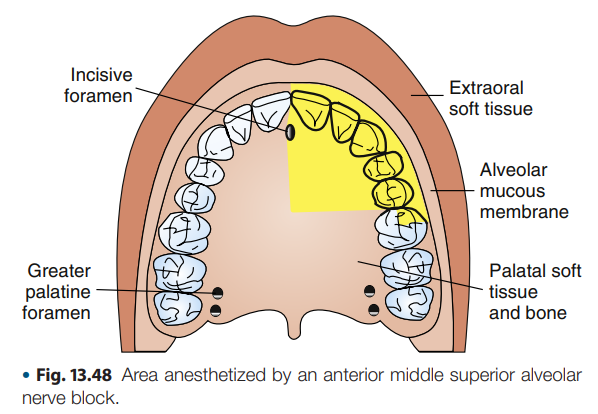 Incisive
foramen
Extraoral
soft tissue
Alveolar
mucous
membrane
Greater
palatine
foramen
Palatal soft
tissue
and bone
• Fig. 13.48 Area anesthetized by an anterior middle superior alveolar
nerve block.